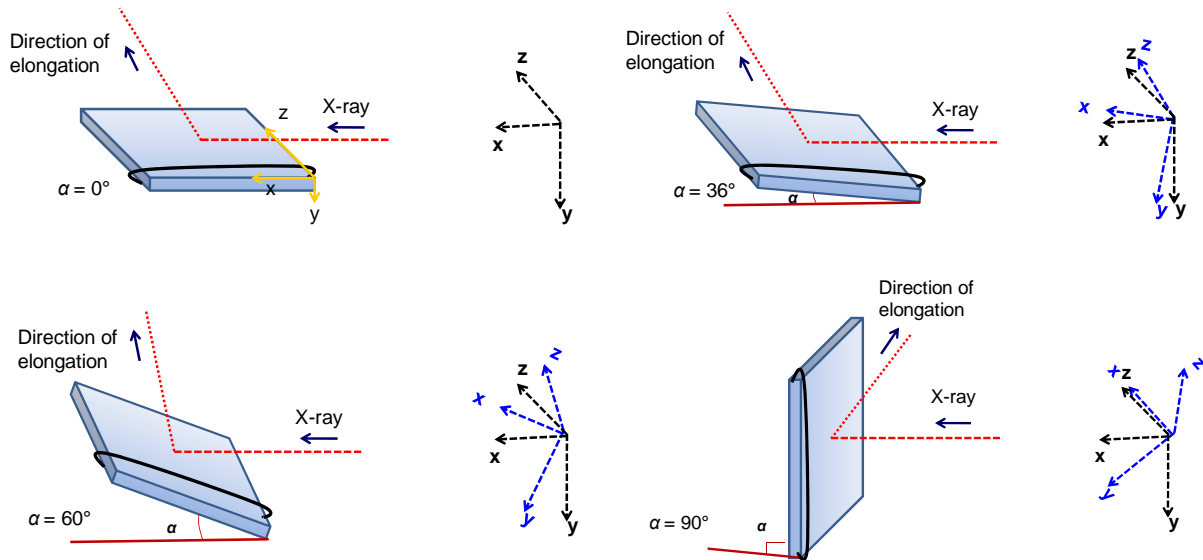 Direction of
elongation
X-ray
z
x
y
α = 0°
z
x
y
Direction of
elongation
X-ray
α = 36°
α
z
z
x
x
y
y
Direction of
elongation
X-ray
α = 60°
α
z
z
x
x
y
y
Direction of
elongation
X-ray
α = 90°
α
x
z
z
x
y
y